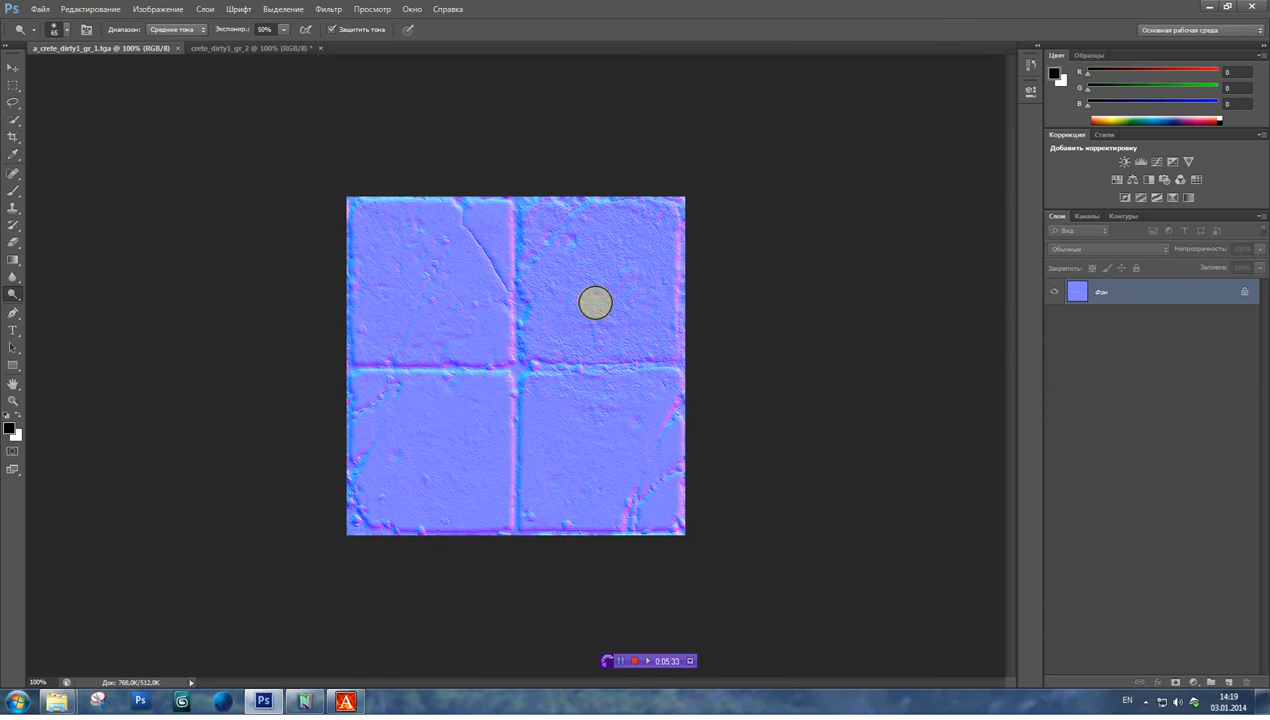 Ps Файл Редактирование Изображение Слои Шрифт Выделение Фильтр Просмотр Окно Справка
65 Диапазон: Средние тона Экспонир.: 50% Защитить тона Основная рабочая среда
a_crete_dirty1_gr_1.tga @ 100% (RGB/8) × crete_dirty1_gr_2 @ 100% (RGB/8) * ×
Цвет Образцы
R 0
G 0
B 0
Коррекция Стили
Добавить корректировку
Слои Каналы Контуры
Вид
Обычные Непрозрачность: 100%
Закрепить: Заливка: 100%
Фон
0:05:33
100% Док: 768,0K/512,0K
Ps Ps N A EN 14:19
03.01.2014